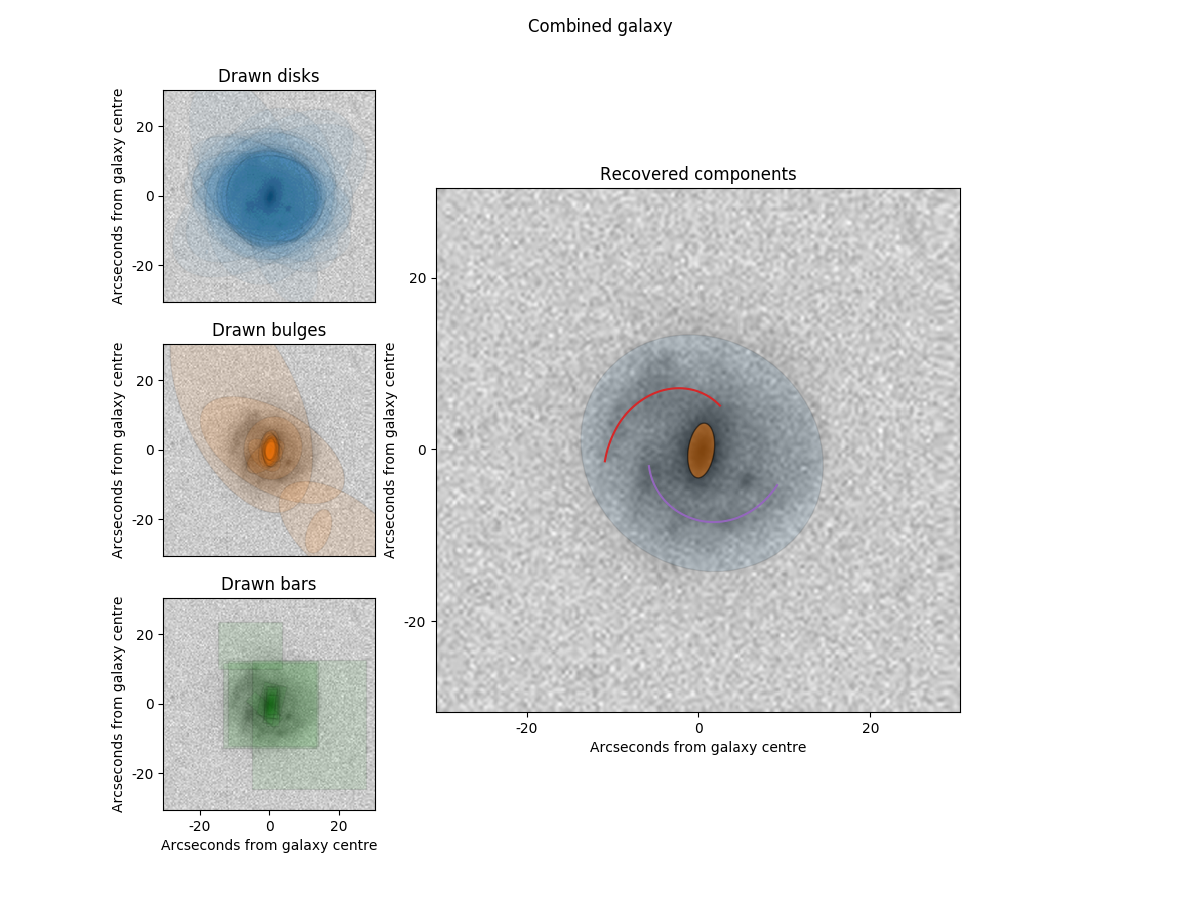 Combined galaxy
Drawn disks
Arcseconds from galaxy centre
20
0
-20
Drawn bulges
Arcseconds from galaxy centre
20
0
-20
Drawn bars
Arcseconds from galaxy centre
20
0
-20
-20 0 20
Arcseconds from galaxy centre
Recovered components
Arcseconds from galaxy centre
20
0
-20
-20 0 20
Arcseconds from galaxy centre